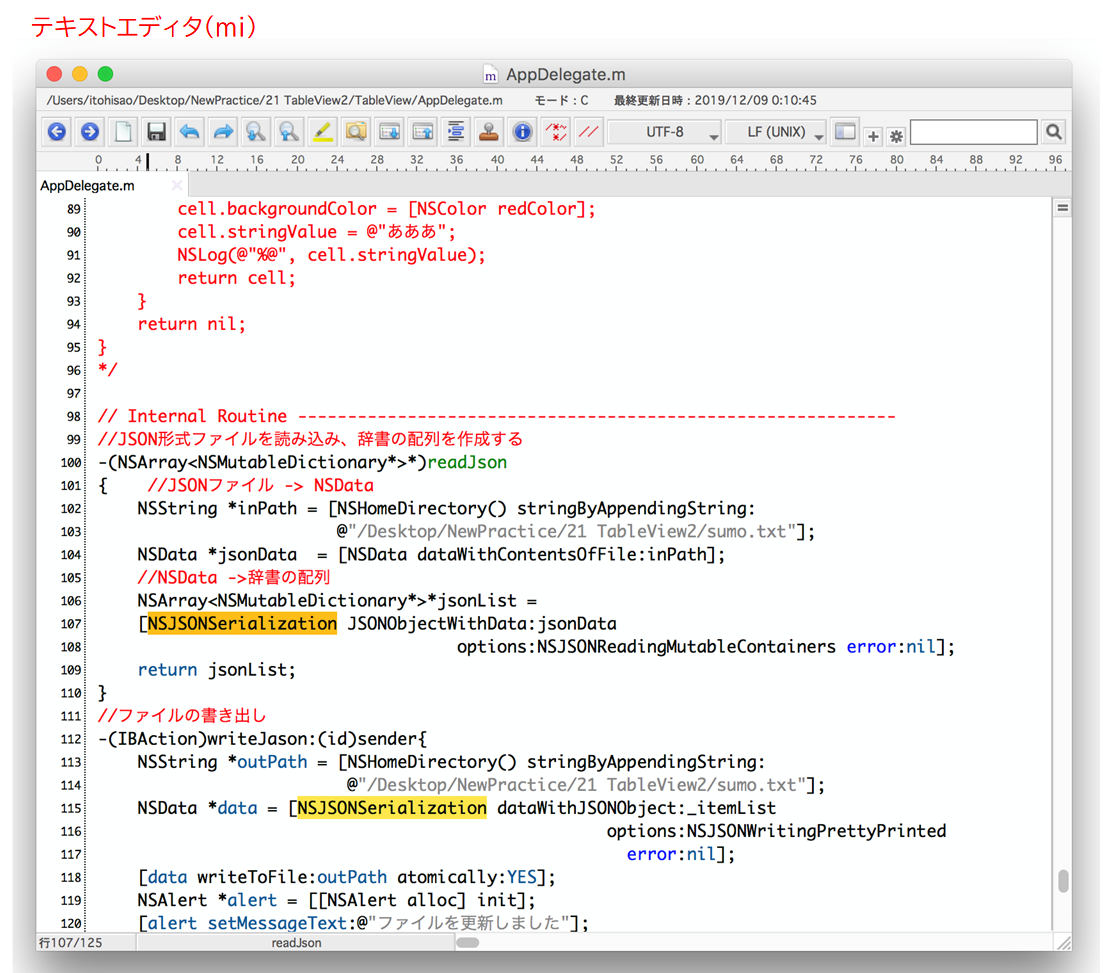 テキストエディタ(mi)
m AppDelegate.m
/Users/itohisao/Desktop/NewPractice/21 TableView2/TableView/AppDelegate.m モード：C 最終更新日時：2019/12/09 0:10:45
UTF-8 LF (UNIX)
0 4 8 12 16 20 24 28 32 36 40 44 48 52 56 60 64 68 72 76 80 84 88 92 96
AppDelegate.m
89 cell.backgroundColor = [NSColor redColor];
90 cell.stringValue = @"あああ";
91 NSLog(@"%@", cell.stringValue);
92 return cell;
93 }
94 return nil;
95 }
96 */
97
98 // Internal Routine ------------------------------------------------------------
99 //JSON形式ファイルを読み込み、辞書の配列を作成する
100 -(NSArray<NSMutableDictionary*>*)readJson
101 { //JSONファイル -> NSData
102 NSString *inPath = [NSHomeDirectory() stringByAppendingString:
103 @"/Desktop/NewPractice/21 TableView2/sumo.txt"];
104 NSData *jsonData = [NSData dataWithContentsOfFile:inPath];
105 //NSData ->辞書の配列
106 NSArray<NSMutableDictionary*>*jsonList =
107 [NSJSONSerialization JSONObjectWithData:jsonData
108 options:NSJSONReadingMutableContainers error:nil];
109 return jsonList;
110 }
111 //ファイルの書き出し
112 -(IBAction)writeJason:(id)sender{
113 NSString *outPath = [NSHomeDirectory() stringByAppendingString:
114 @"/Desktop/NewPractice/21 TableView2/sumo.txt"];
115 NSData *data = [NSJSONSerialization dataWithJSONObject:_itemList
116 options:NSJSONWritingPrettyPrinted
117 error:nil];
118 [data writeToFile:outPath atomically:YES];
119 NSAlert *alert = [[NSAlert alloc] init];
120 [alert setMessageText:@"ファイルを更新しました"];
行107/125 readJson